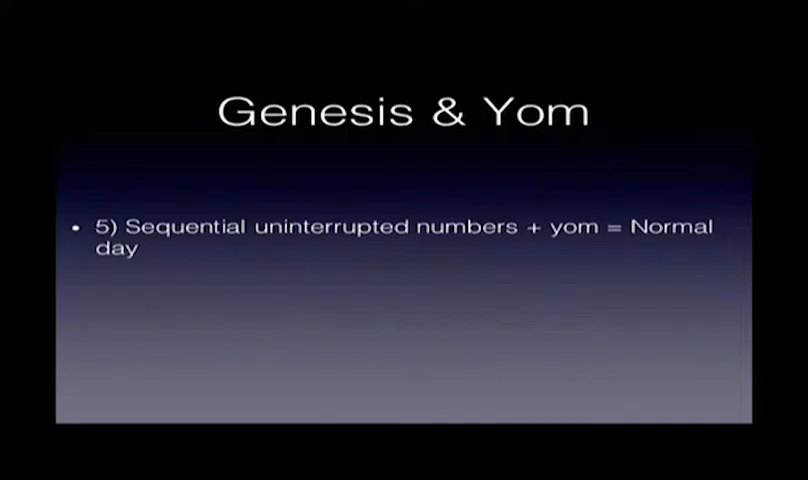 Genesis & Yom
• 5) Sequential uninterrupted numbers + yom = Normal
day